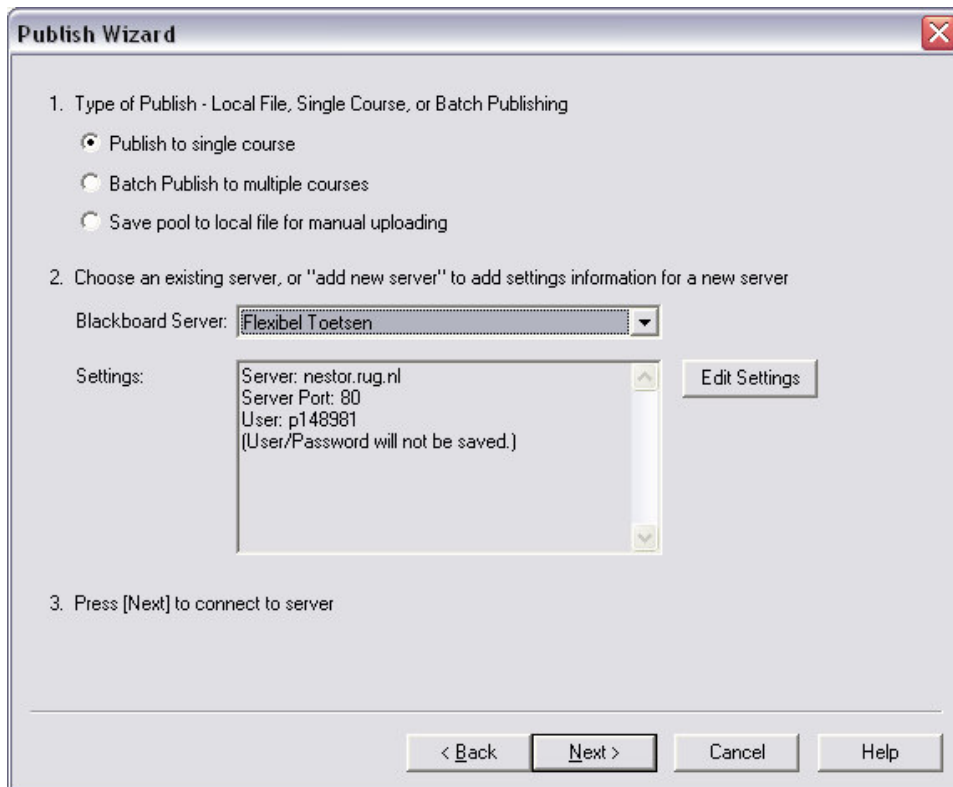 Publish Wizard
1. Type of Publish - Local File, Single Course, or Batch Publishing
Publish to single course
Batch Publish to multiple courses
Save pool to local file for manual uploading
2. Choose an existing server, or "add new server" to add settings information for a new server
Blackboard Server: Flexibel Toetsen
Settings: Server: nestor.rug.nl Edit Settings
Server Port: 80
User: p148981
(User/Password will not be saved.)
3. Press [Next] to connect to server
< Back Next > Cancel Help